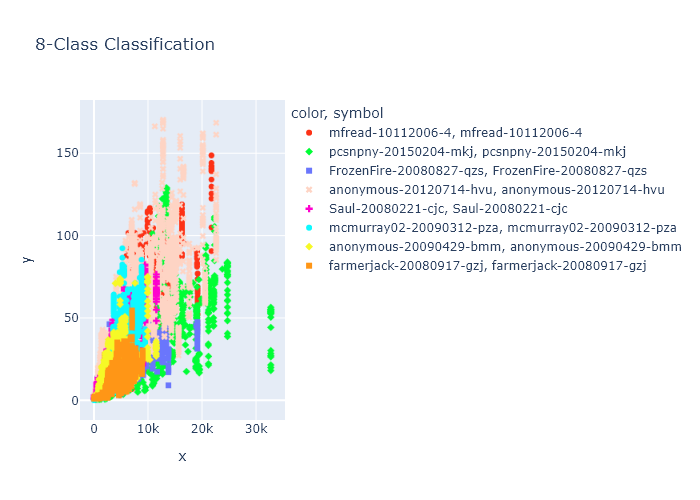 8-Class Classification
color, symbol
mfread-10112006-4, mfread-10112006-4
pcsnpny-20150204-mkj, pcsnpny-20150204-mkj
FrozenFire-20080827-qzs, FrozenFire-20080827-qzs
anonymous-20120714-hvu, anonymous-20120714-hvu
Saul-20080221-cjc, Saul-20080221-cjc
mcmurray02-20090312-pza, mcmurray02-20090312-pza
anonymous-20090429-bmm, anonymous-20090429-bmm
farmerjack-20080917-gzj, farmerjack-20080917-gzj
150
100
50
0
y
0 10k 20k 30k
x